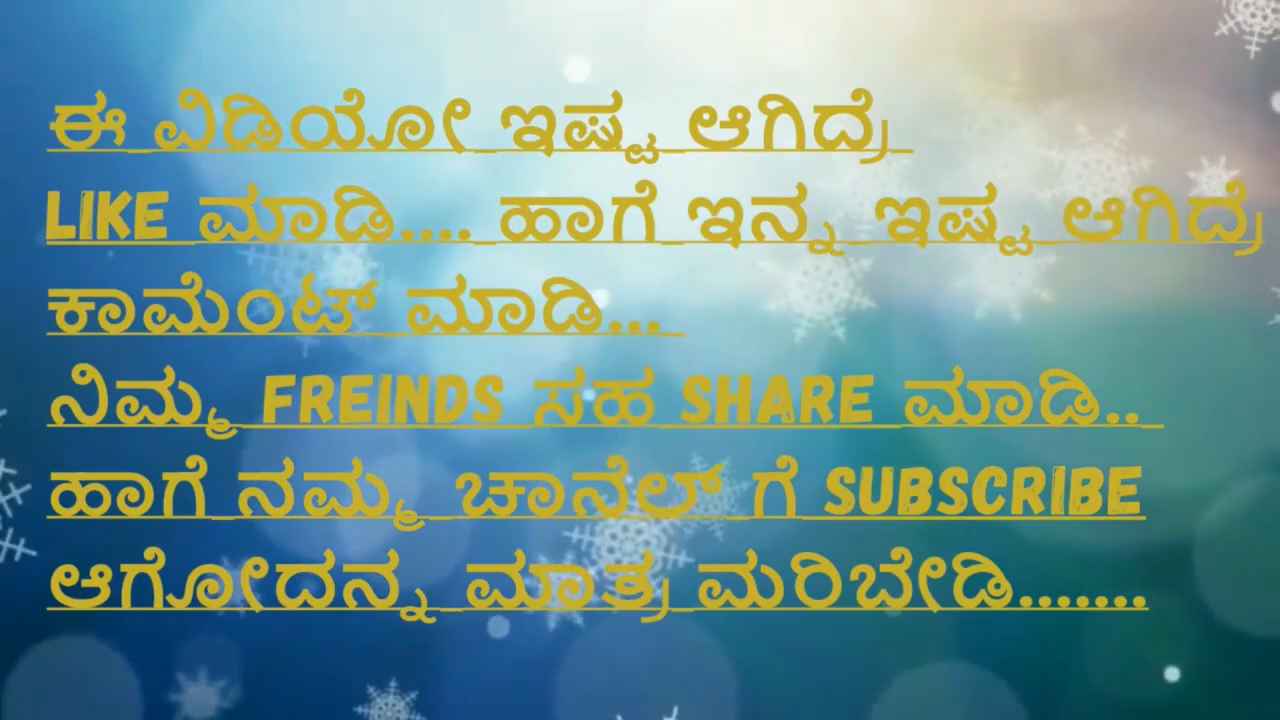 ಈ ವಿಡಿಯೋ ಇಷ್ಟ ಆಗಿದ್ರೆ
LIKE ಮಾಡಿ.... ಹಾಗೆ ಇನ್ನ ಇಷ್ಟ ಆಗಿದ್ರೆ
ಕಾಮೆಂಟ್ ಮಾಡಿ...
ನಿಮ್ಮ FREINDS ಸಹ SHARE ಮಾಡಿ..
ಹಾಗೆ ನಮ್ಮ ಚಾನೆಲ್ ಗೆ SUBSCRIBE
ಆಗೋದನ್ನ ಮಾತ್ರ ಮರಿಬೇಡಿ.......